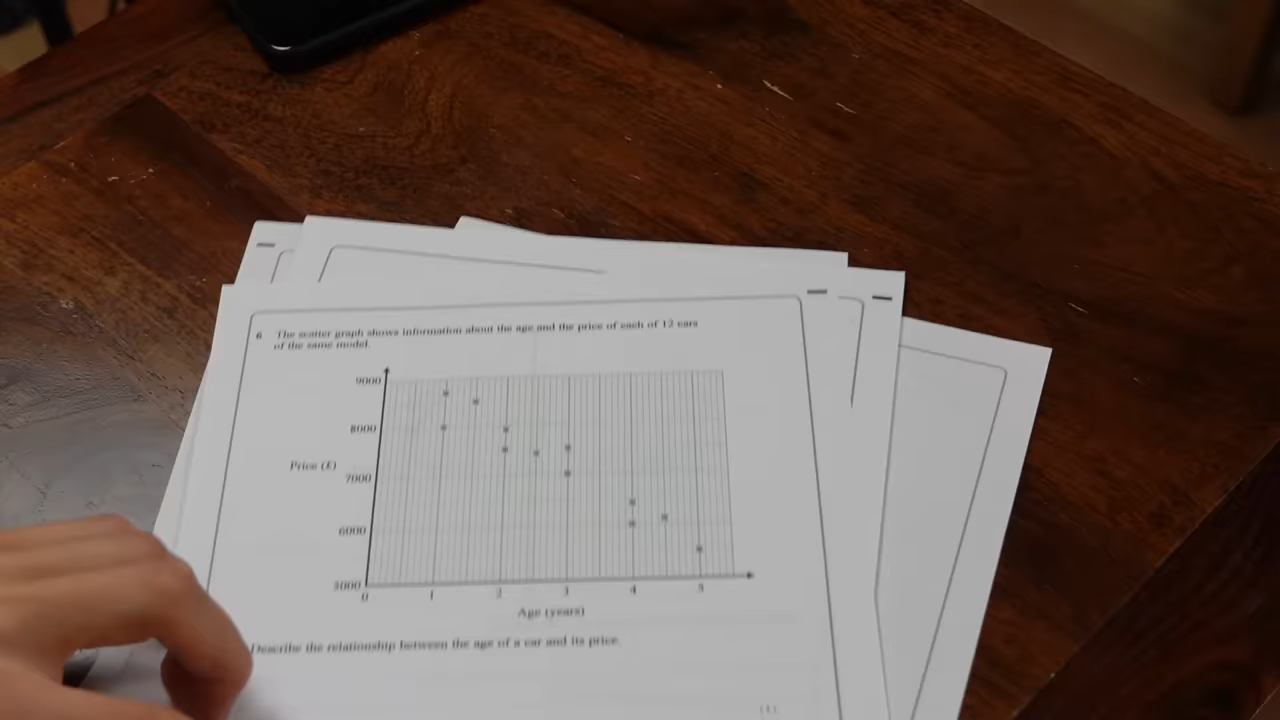 6 The scatter graph shows information about the age and the price of each of 12 cars
of the same model.
9000
8000
Price (£)
7000
6000
5000
0 1 2 3 4 5
Age (years)
Describe the relationship between the age of a car and its price.
(1)